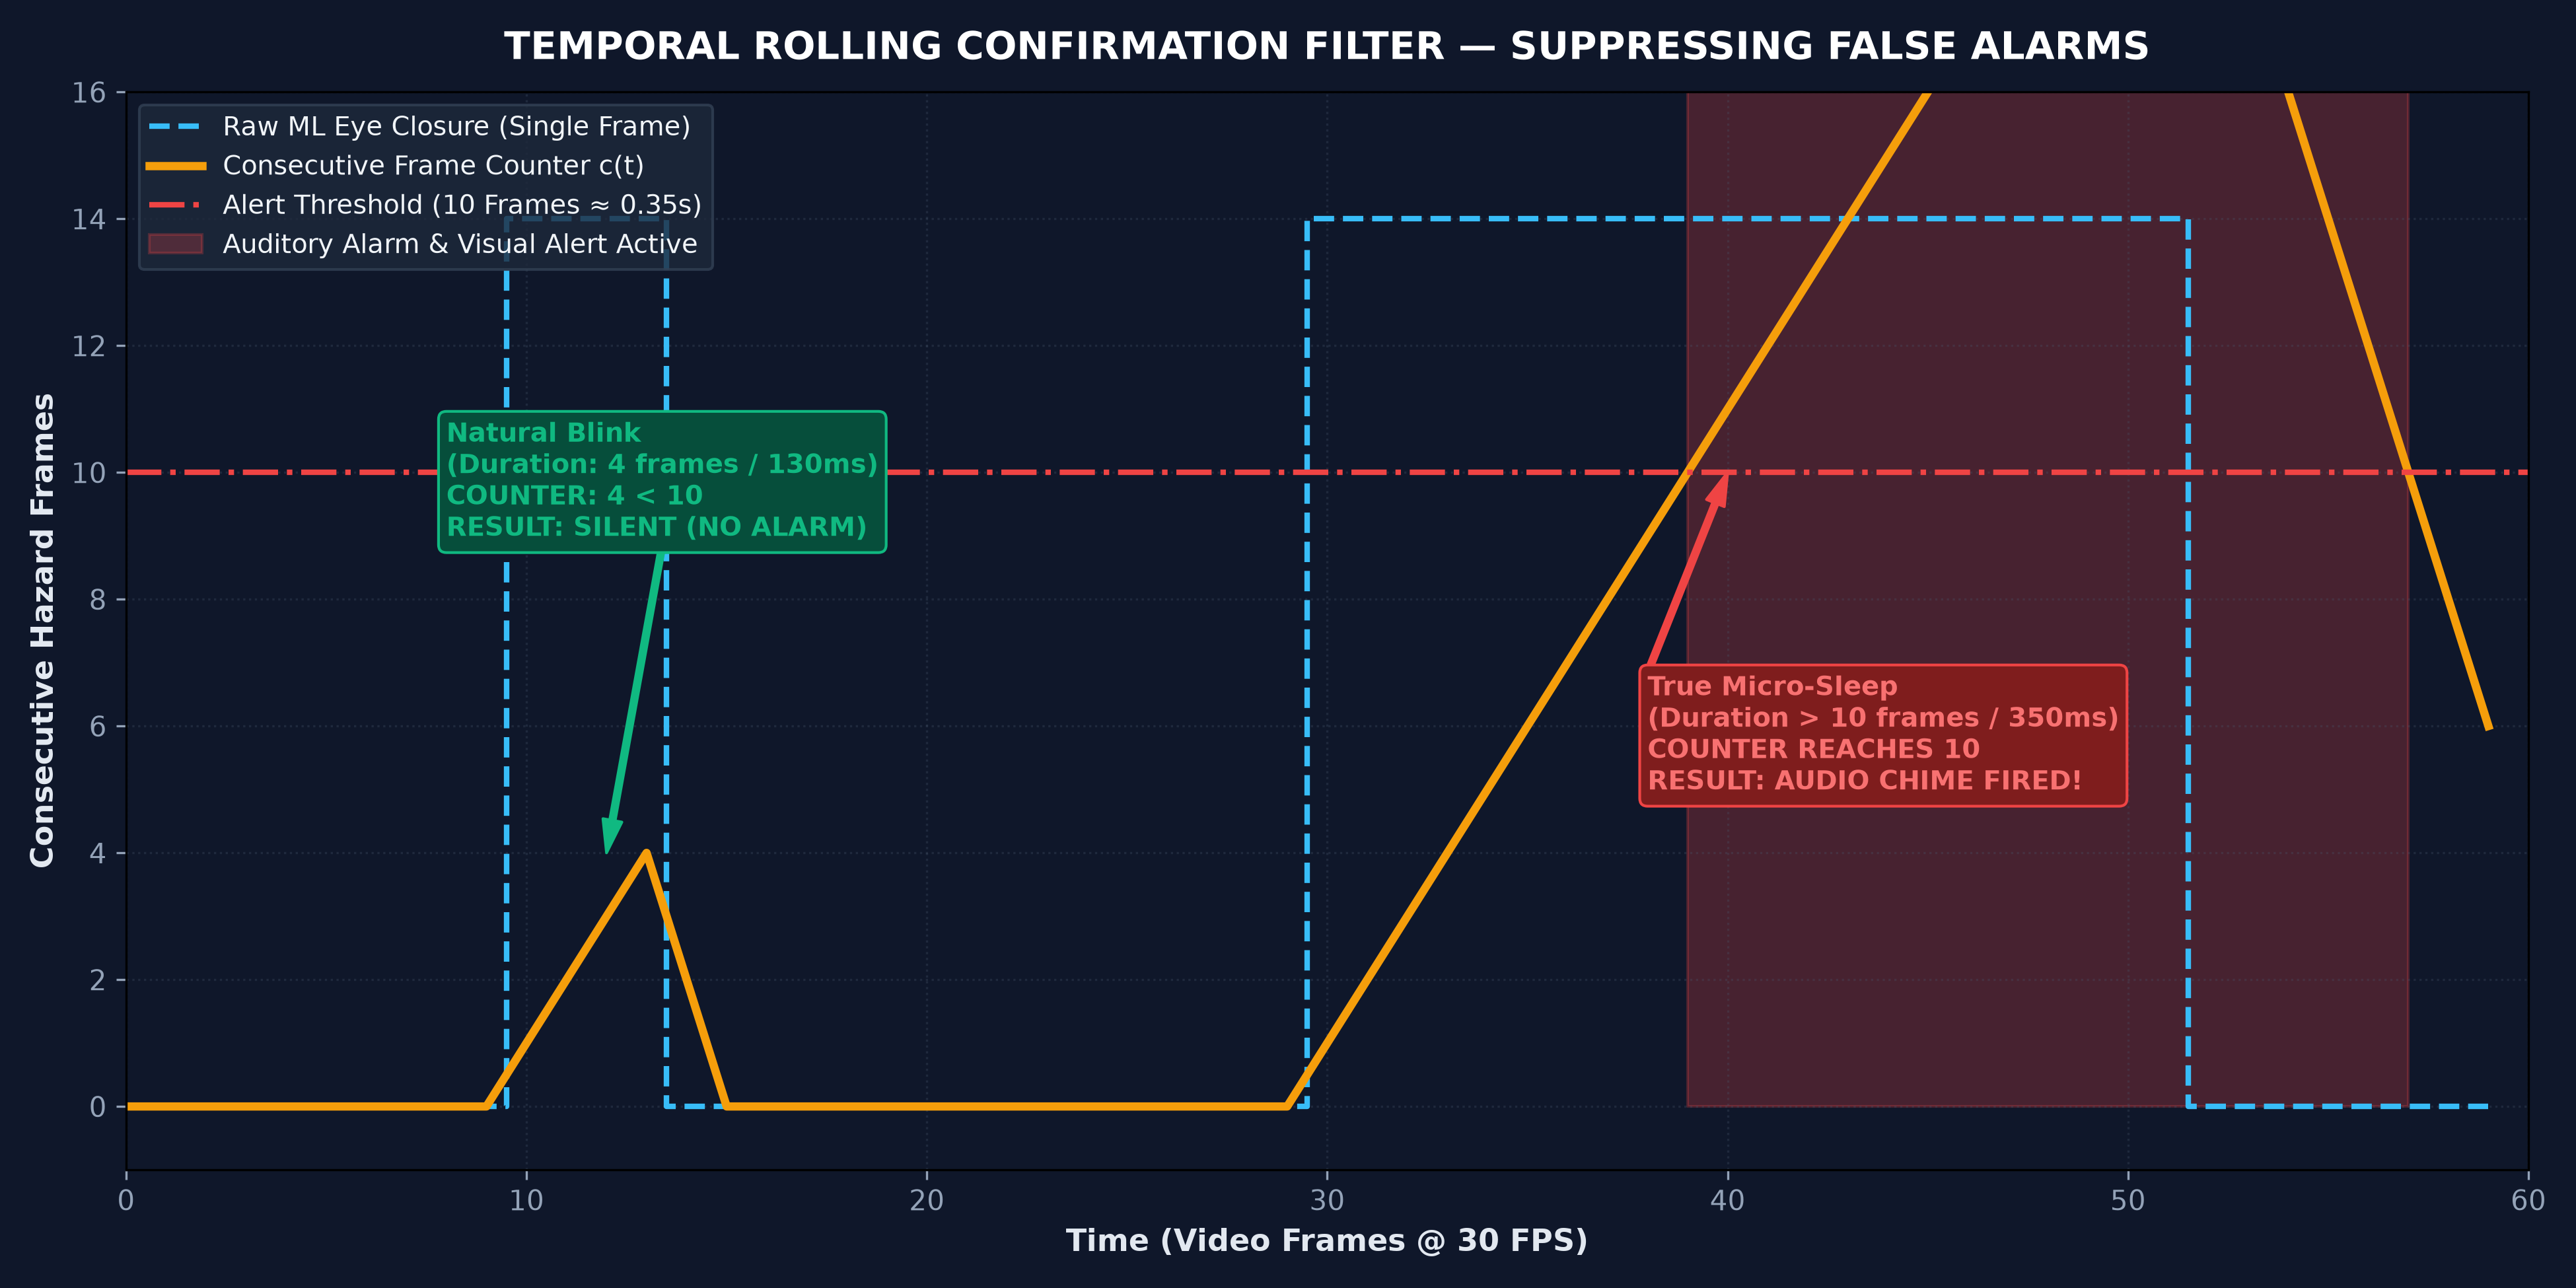 TEMPORAL ROLLING CONFIRMATION FILTER — SUPPRESSING FALSE ALARMS
Raw ML Eye Closure (Single Frame)
Consecutive Frame Counter c(t)
Alert Threshold (10 Frames ≈ 0.35s)
Auditory Alarm & Visual Alert Active
Consecutive Hazard Frames
16
14
12
10
8
6
4
2
0
Natural Blink
(Duration: 4 frames / 130ms)
COUNTER: 4 < 10
RESULT: SILENT (NO ALARM)
True Micro-Sleep
(Duration > 10 frames / 350ms)
COUNTER REACHES 10
RESULT: AUDIO CHIME FIRED!
0 10 20 30 40 50 60
Time (Video Frames @ 30 FPS)